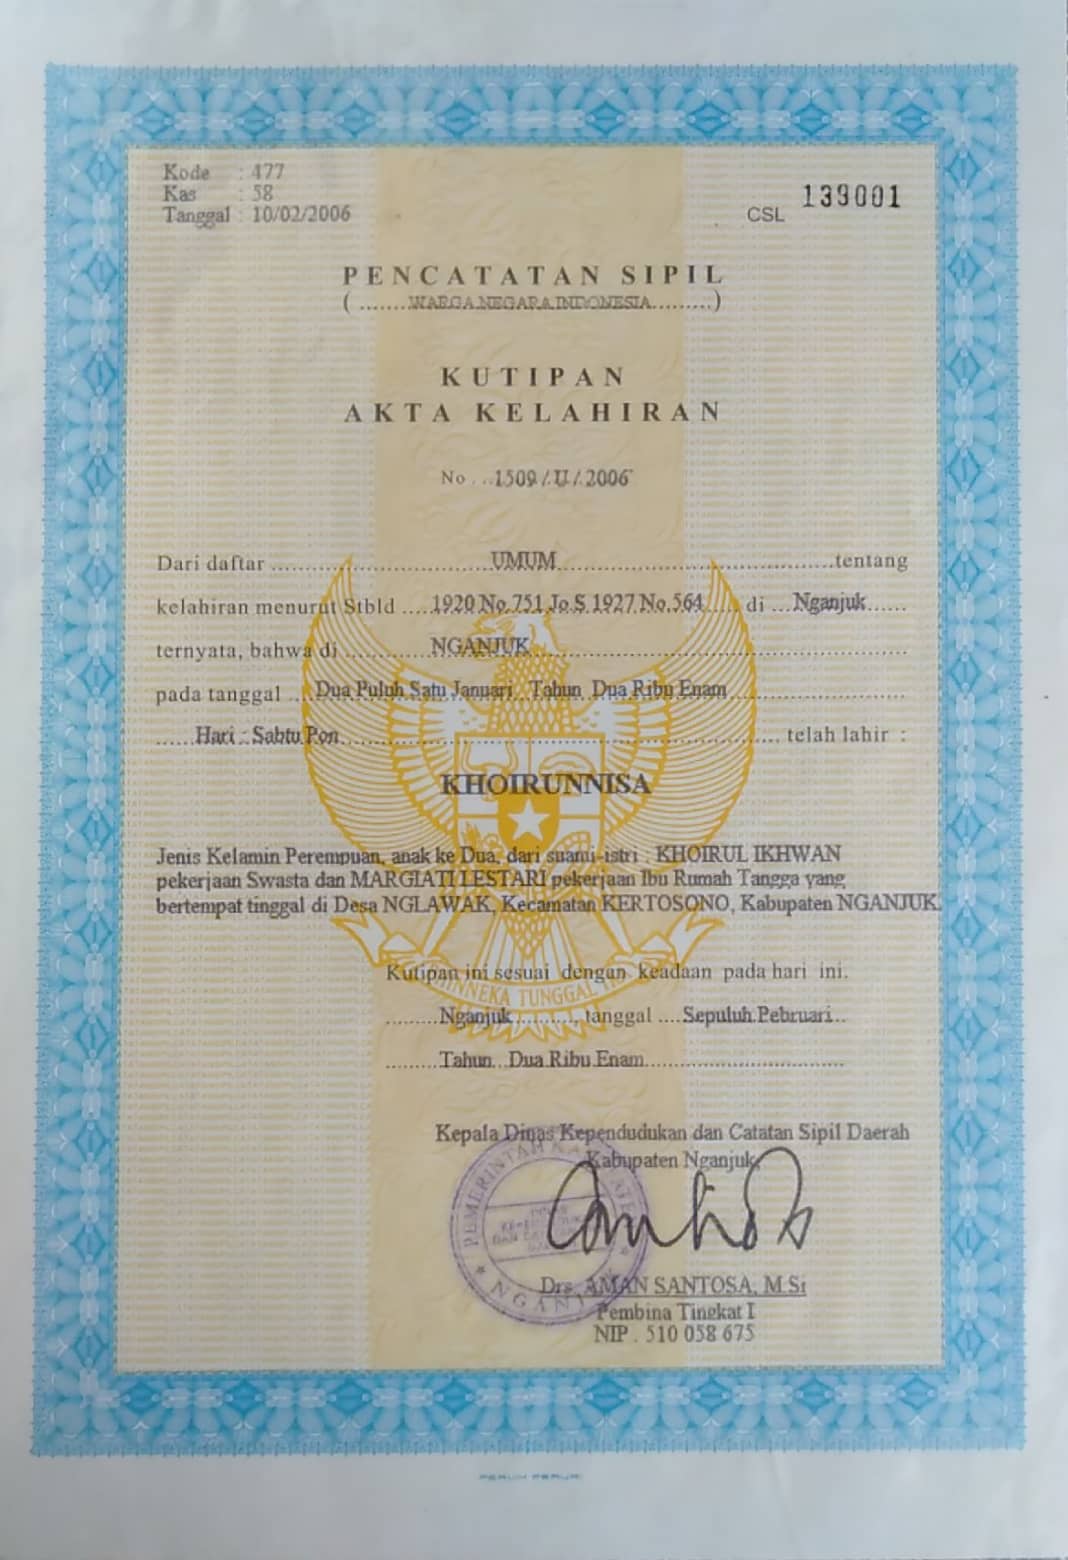 Kode : 477
Kas : 58
Tanggal : 10/02/2006
CSL 139001
PENCATATAN SIPIL
( ........WARGA NEGARA INDONESIA..........)
KUTIPAN
AKTA KELAHIRAN
No . ..1509 / U / 2006
Dari daftar ................UMUM................tentang
kelahiran menurut Stbld ....1920 No.751 Jo.S.1927 No.564..... di ...Nganjuk......
ternyata, bahwa di ............NGANJUK............
pada tanggal ....Dua Puluh Satu Januari Tahun Dua Ribu Enam............
......Hari : Sabtu Pon............ telah lahir :
KHOIRUNNISA
Jenis Kelamin Perempuan, anak ke Dua, dari suami-istri : KHOIRUL IKHWAN
pekerjaan Swasta dan MARGIATI LESTARI pekerjaan Ibu Rumah Tangga yang
bertempat tinggal di Desa NGLAWAK, Kecamatan KERTOSONO, Kabupaten NGANJUK.
Kutipan ini sesuai dengan keadaan pada hari ini.
BHINNEKA TUNGGAL IKA
.........Nganjuk..........., tanggal ....Sepuluh Pebruari...
.........Tahun Dua Ribu Enam............
Kepala Dinas Kependudukan dan Catatan Sipil Daerah
Kabupaten Nganjuk
PEMERINTAH
NGANJUK
Drs. AMAN SANTOSA, M.Si
Pembina Tingkat I
NIP . 510 058 675
PERUM PERURI